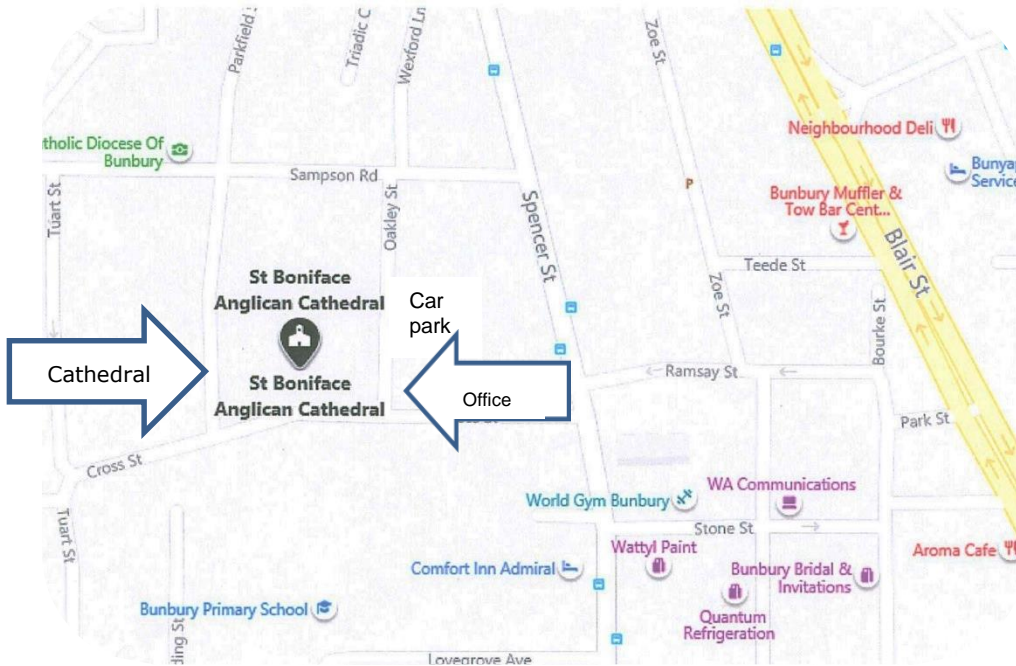 Parkfield S
Triadic C
Wexford Ln
Zoe St
Neighbourhood Deli
tholic Diocese Of
Bunbury
Bunya
Service
Sampson Rd
P
Bunbury Muffler &
Tow Bar Cent...
Tuart St
Oakley St
Spencer St
Blair St
Teede St
St Boniface
Anglican Cathedral
Car
park
Zoe St
Bourke St
Cathedral
St Boniface
Anglican Cathedral
Office
Ramsay St
Park St
Cross St
WA Communications
World Gym Bunbury
Stone St
Tuart St
Wattyl Paint
Aroma Cafe
Comfort Inn Admiral
Bunbury Bridal &
Invitations
Bunbury Primary School
Quantum
Refrigeration
ding St
Lovegrove Ave